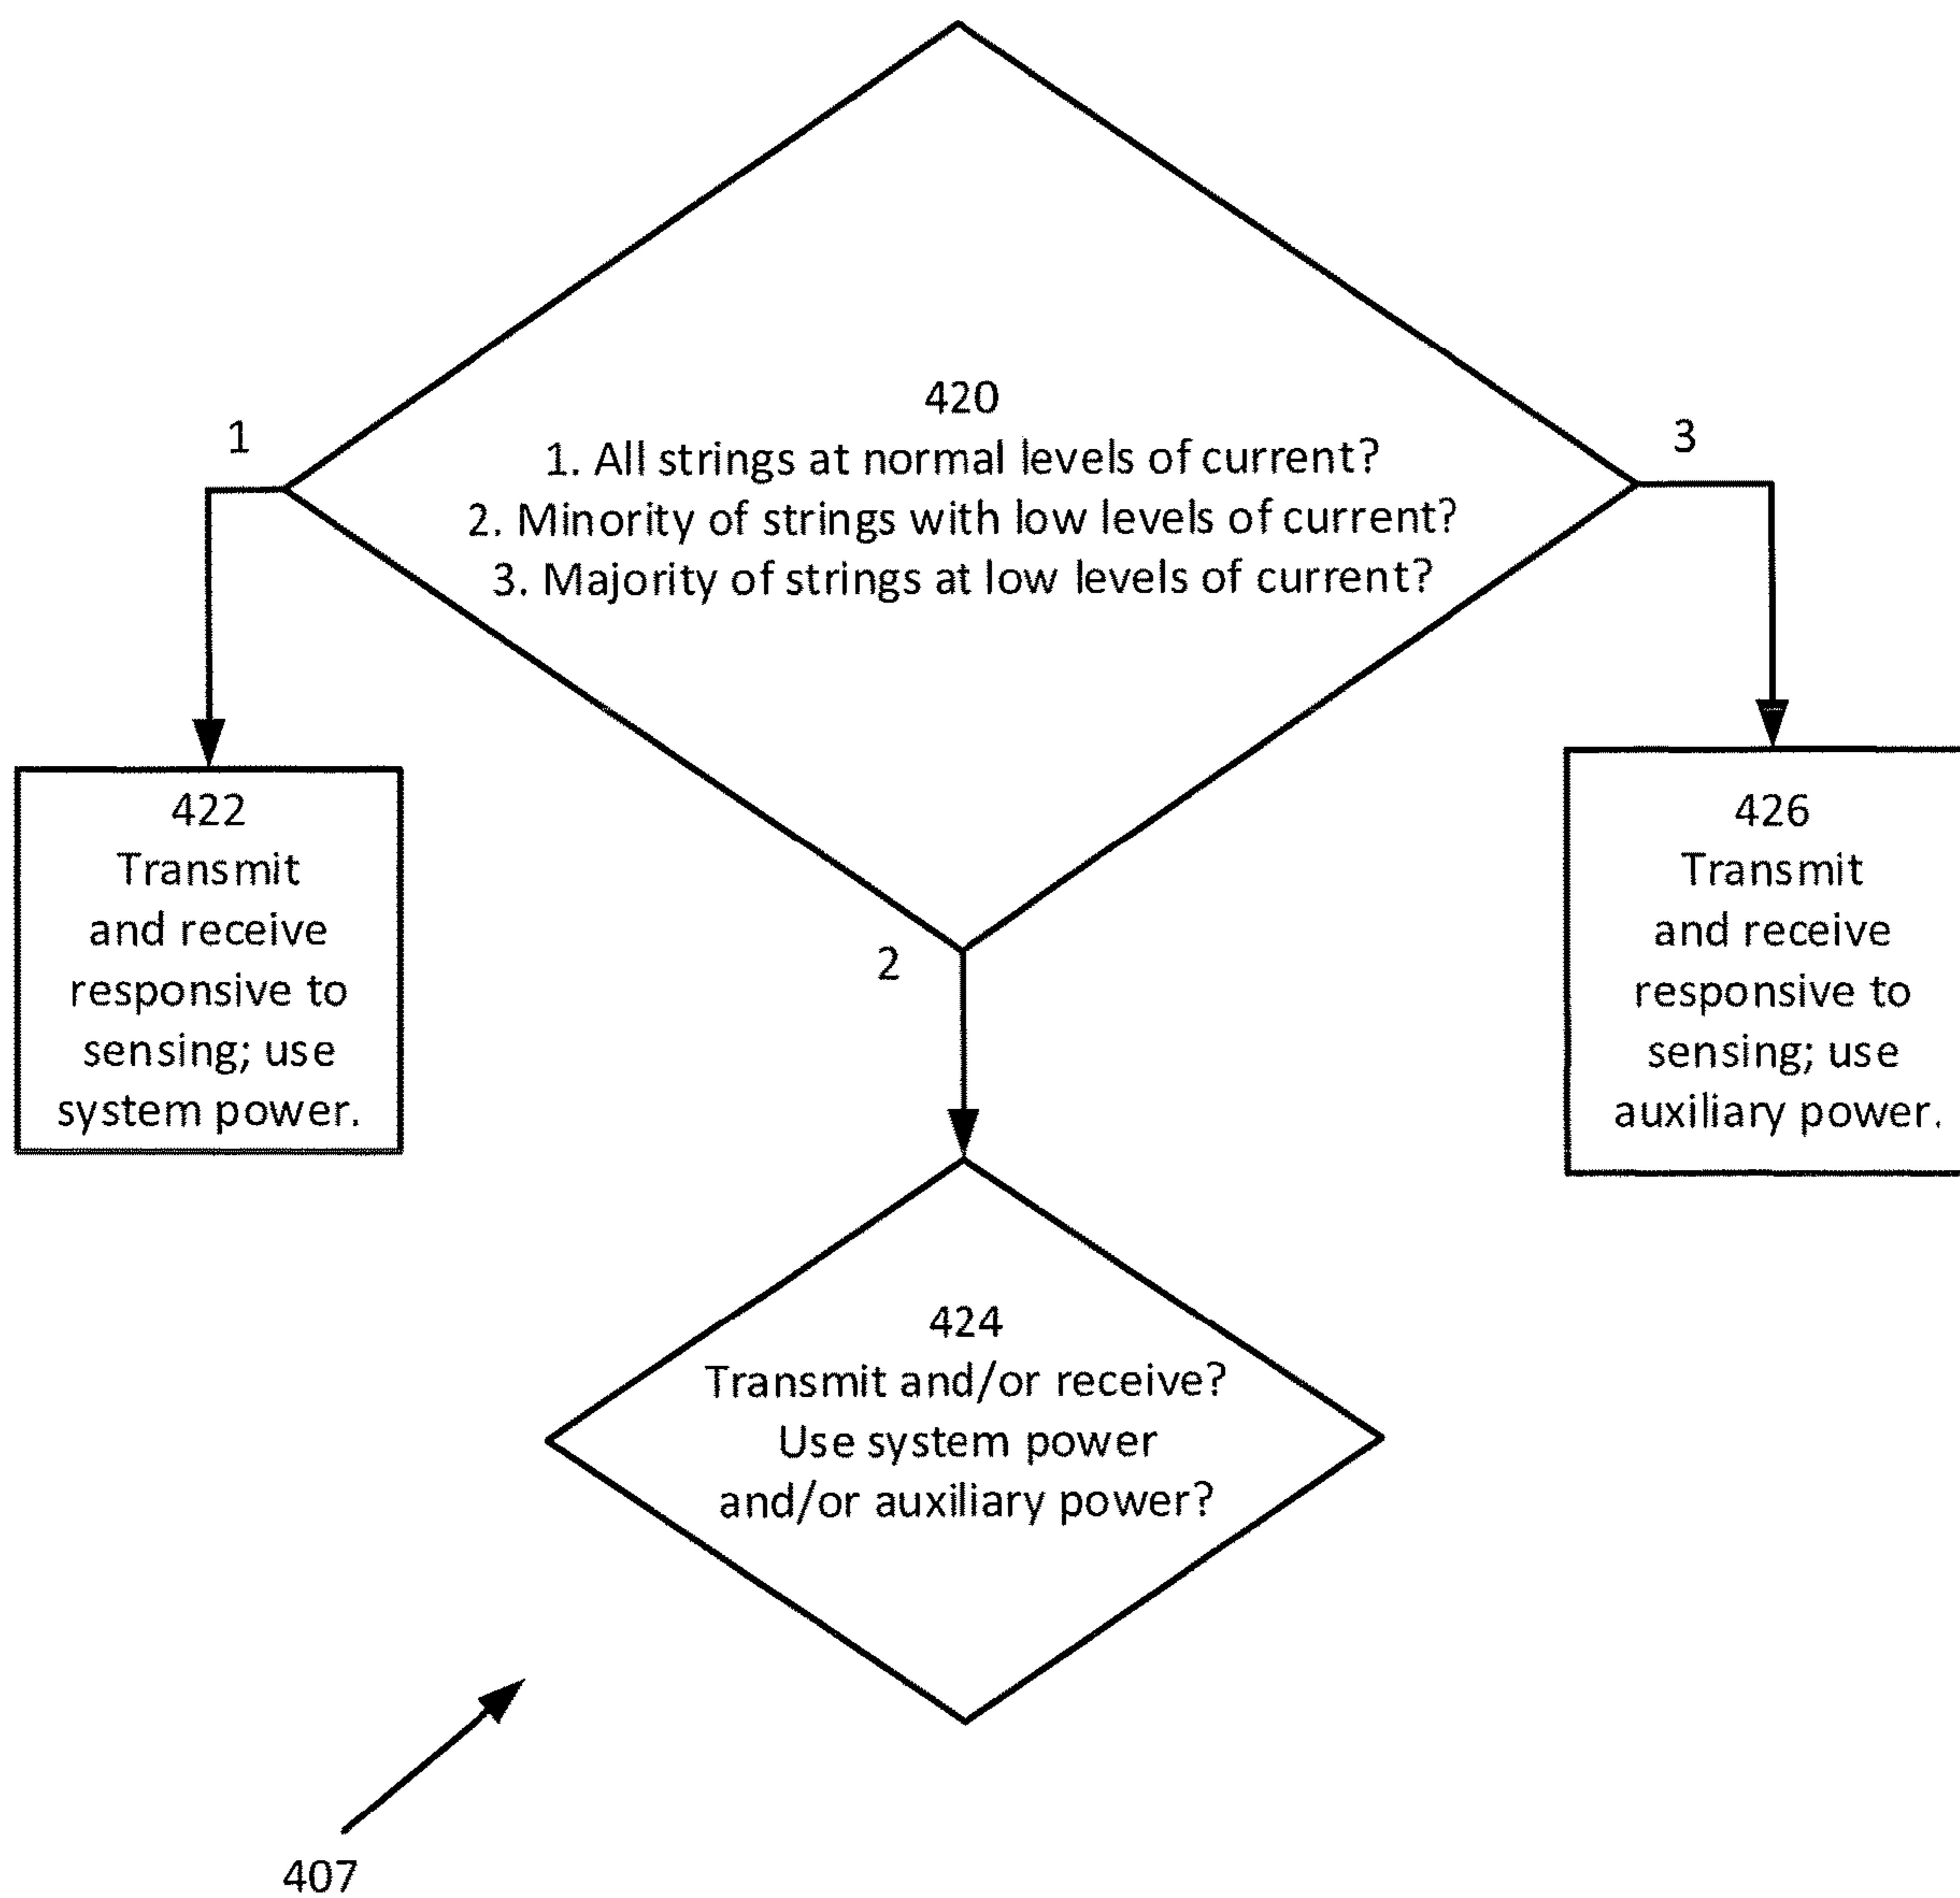 420
1. All strings at normal levels of current?
2. Minority of strings with low levels of current?
3. Majority of strings at low levels of current?
1
3
2
422
Transmit
and receive
responsive to
sensing; use
system power.
426
Transmit
and receive
responsive to
sensing; use
auxiliary power.
424
Transmit and/or receive?
Use system power
and/or auxiliary power?
407